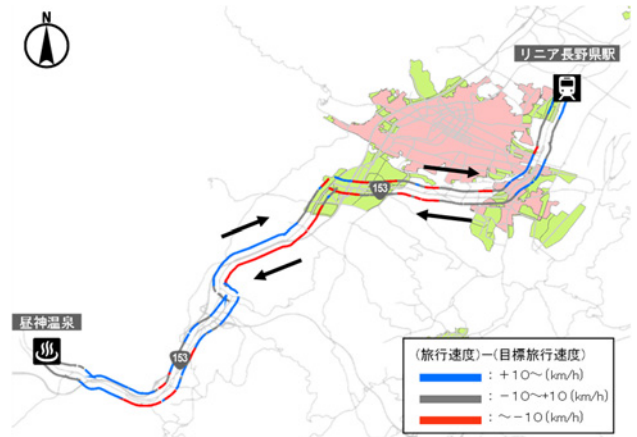 N
リニア長野県駅
153
昼神温泉
153
(旅行速度)－(目標旅行速度)
：＋１０～(km/h)
：－１０～+１０(km/h)
：～－１０(km/h)